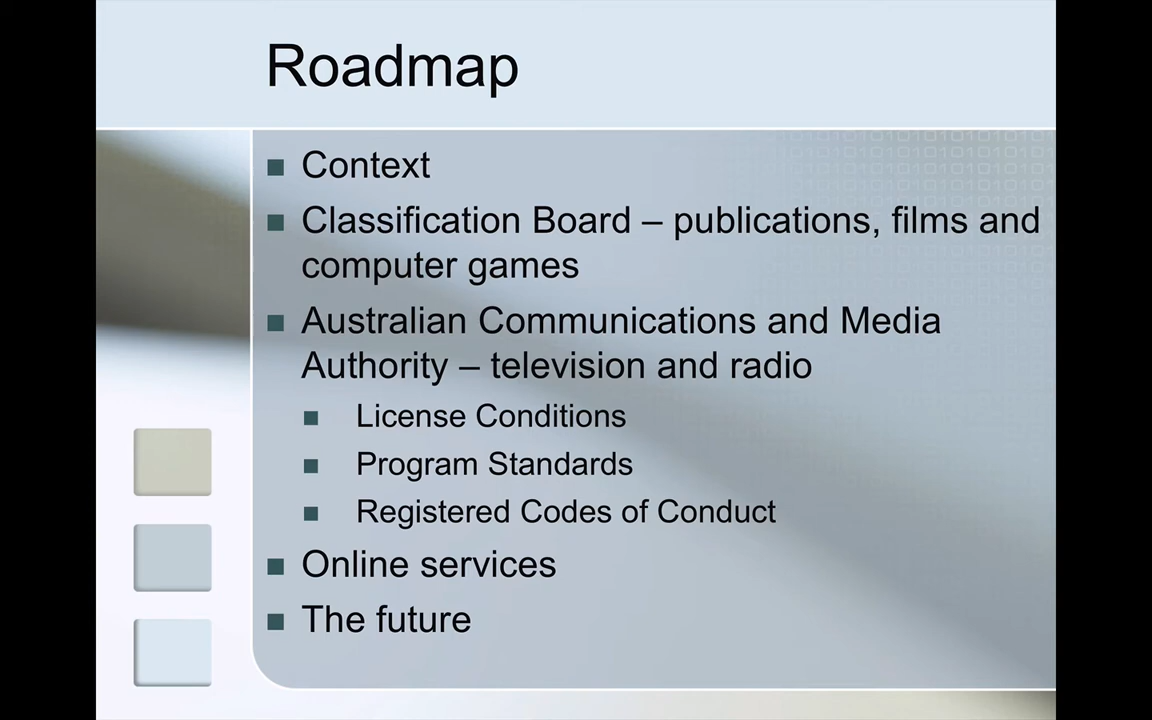 Roadmap
Context
Classification Board – publications, films and
computer games
Australian Communications and Media
Authority – television and radio
License Conditions
Program Standards
Registered Codes of Conduct
Online services
The future